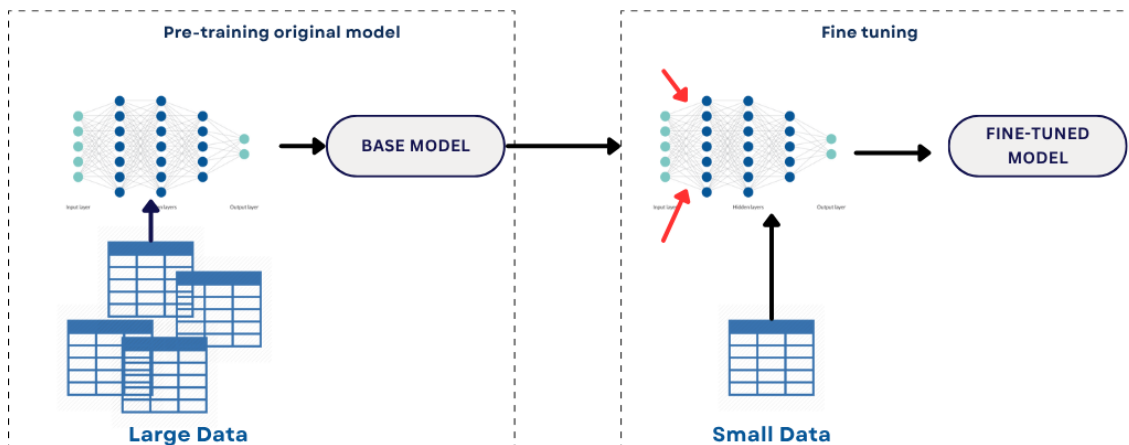 Pre-training original model
Fine tuning
BASE MODEL
FINE-TUNED
MODEL
Input layer
layers
Output layer
Input layer
Hidden layers
Output layer
Large Data
Small Data